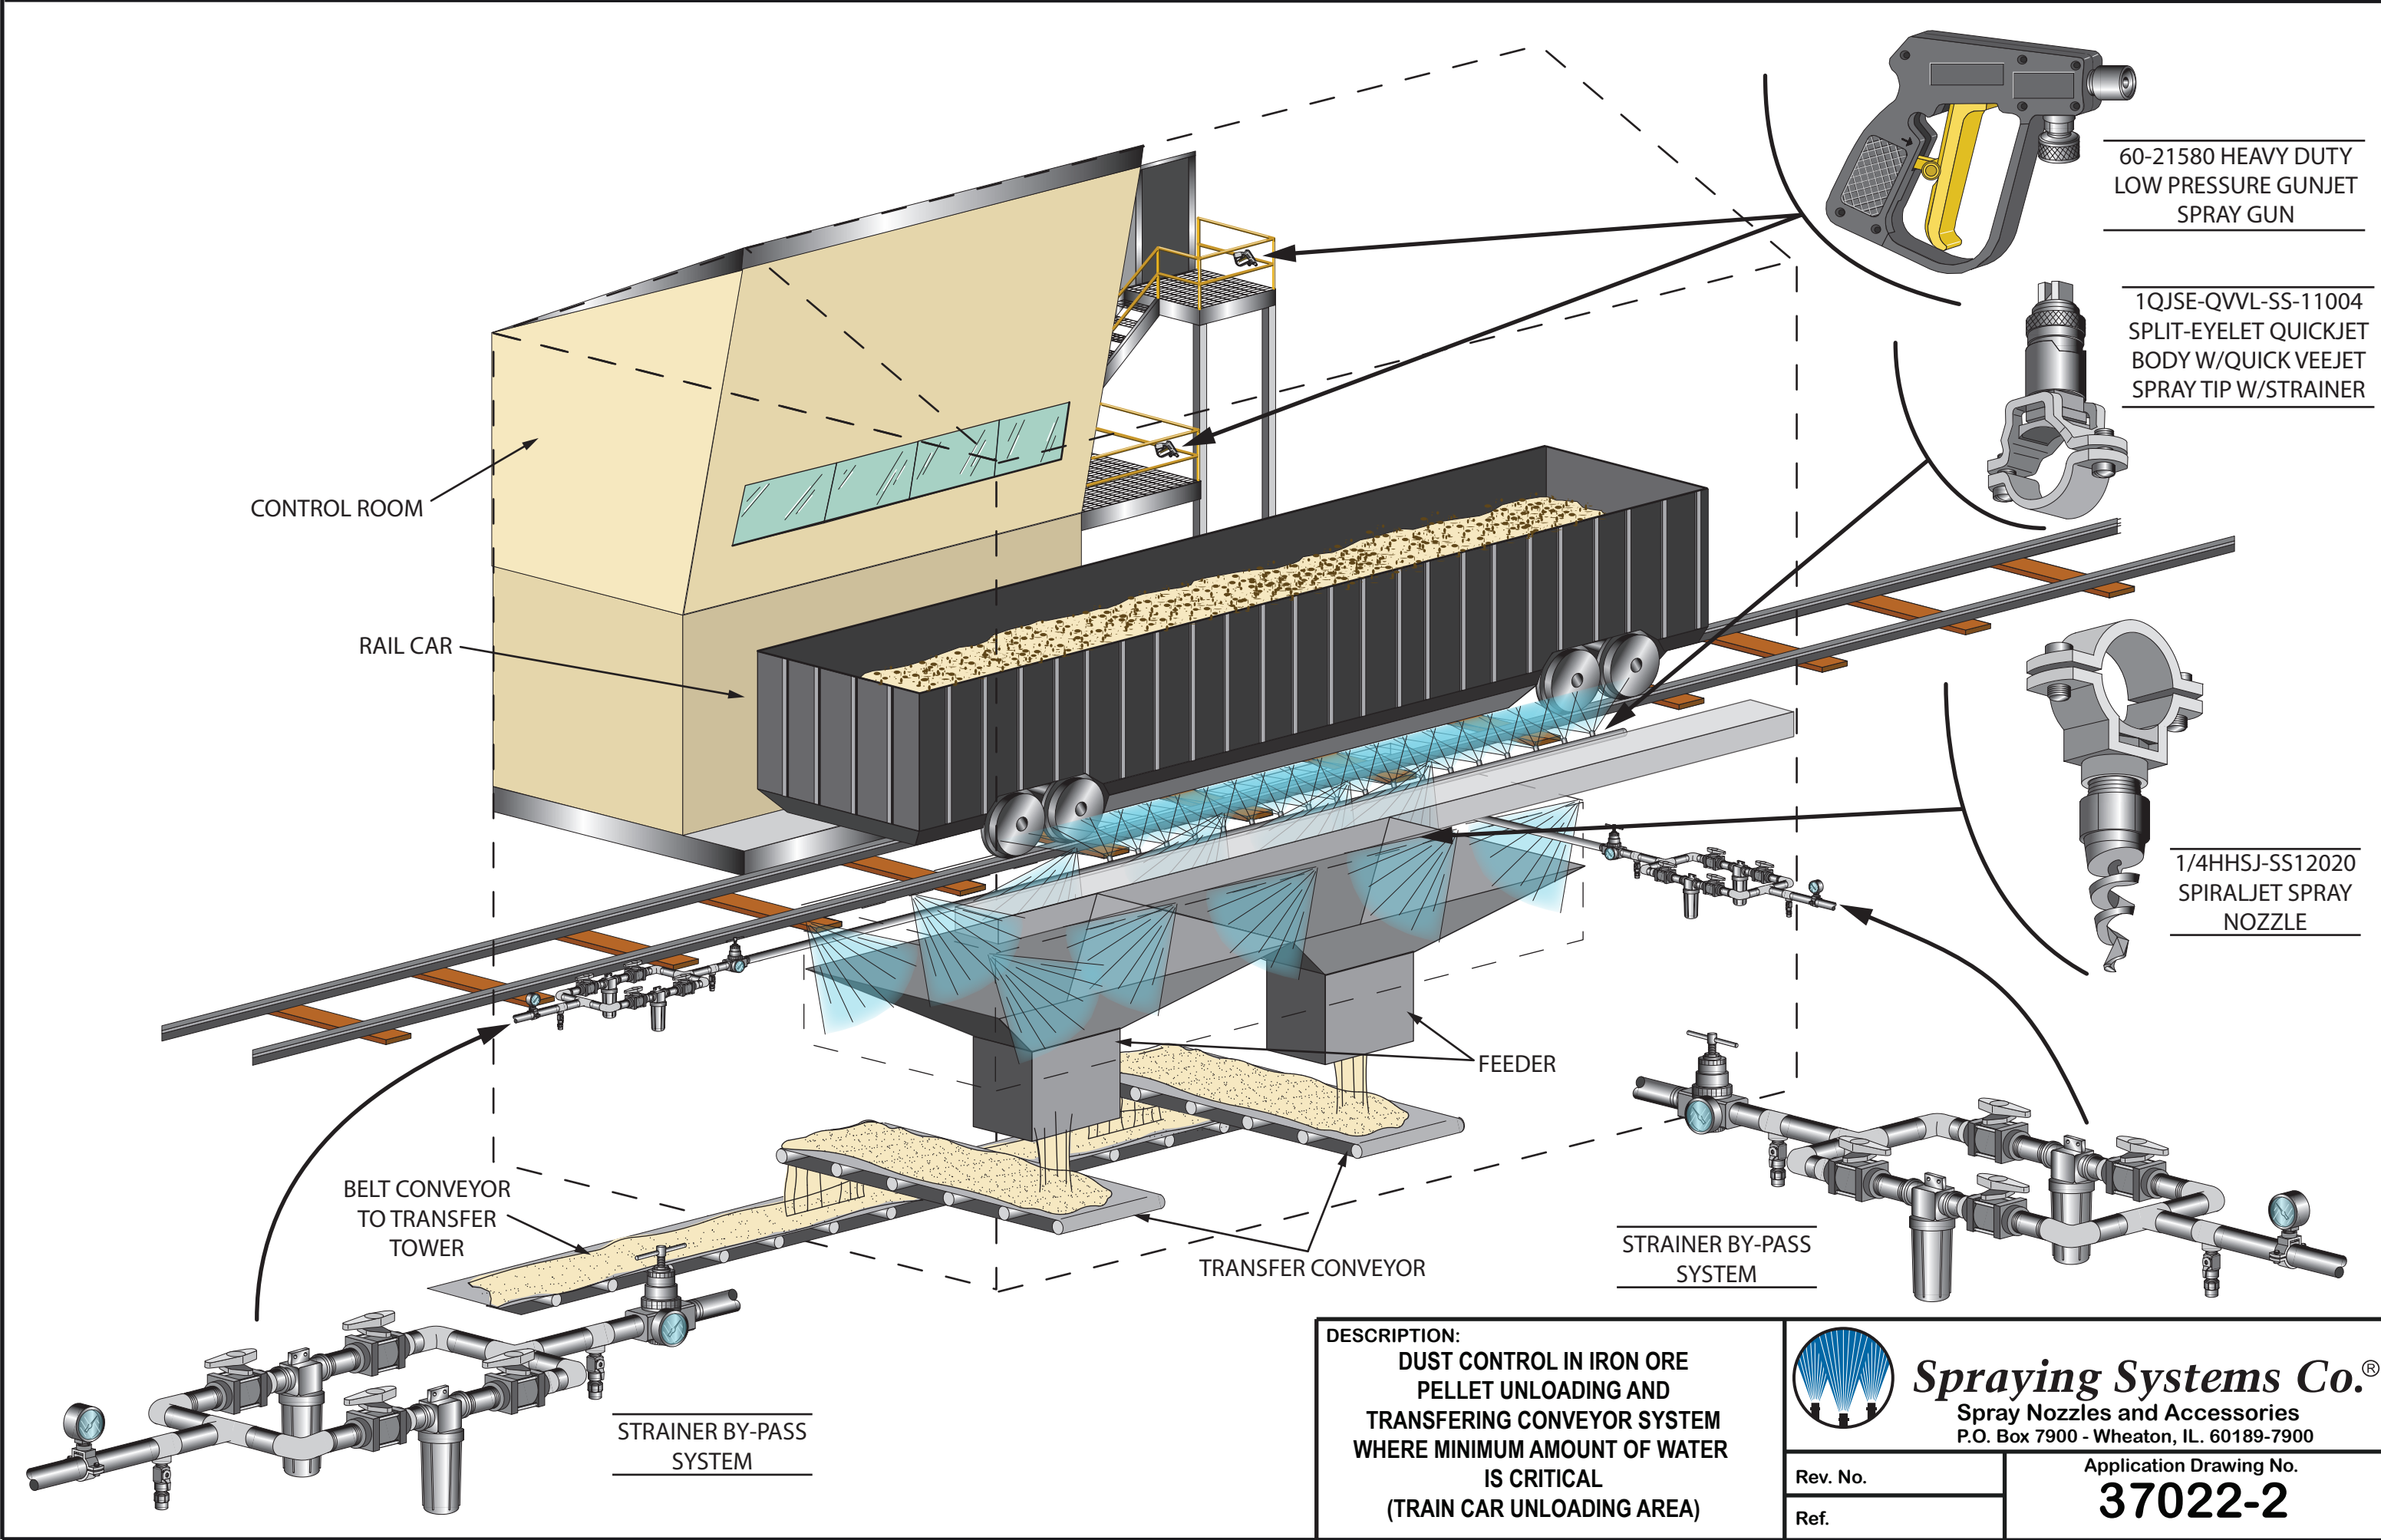 60-21580 HEAVY DUTY
LOW PRESSURE GUNJET
SPRAY GUN
1QJSE-QVVL-SS-11004
SPLIT-EYELET QUICKJET
BODY W/QUICK VEEJET
SPRAY TIP W/STRAINER
CONTROL ROOM
RAIL CAR
1/4HHSJ-SS12020
SPIRALJET SPRAY
NOZZLE
FEEDER
BELT CONVEYOR
TO TRANSFER
TOWER
TRANSFER CONVEYOR
STRAINER BY-PASS
SYSTEM
STRAINER BY-PASS
SYSTEM
DESCRIPTION:
DUST CONTROL IN IRON ORE
PELLET UNLOADING AND
TRANSFERING CONVEYOR SYSTEM
WHERE MINIMUM AMOUNT OF WATER
IS CRITICAL
(TRAIN CAR UNLOADING AREA)
Spraying Systems Co.®
Spray Nozzles and Accessories
P.O. Box 7900 - Wheaton, IL. 60189-7900
Rev. No.
Ref.
Application Drawing No.
37022-2